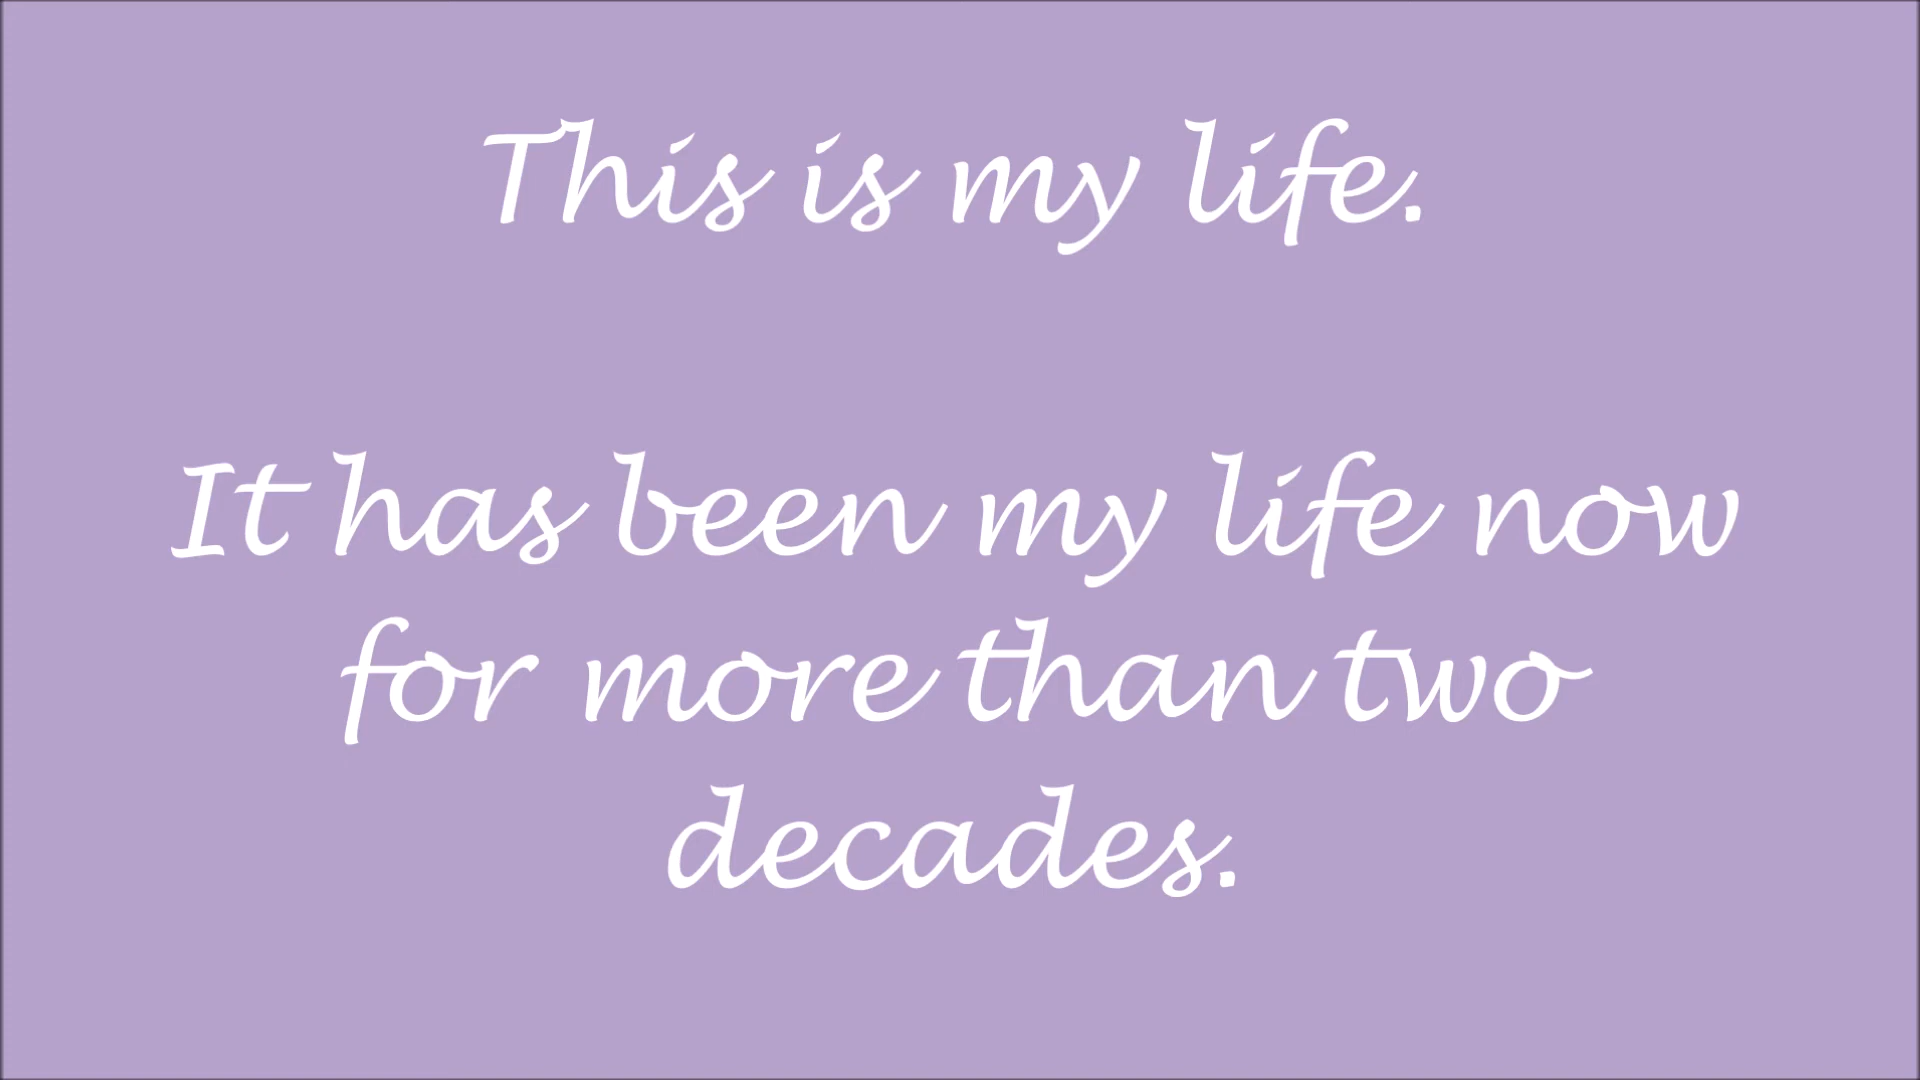 This is my life.
It has been my life now
for more than two
decades.